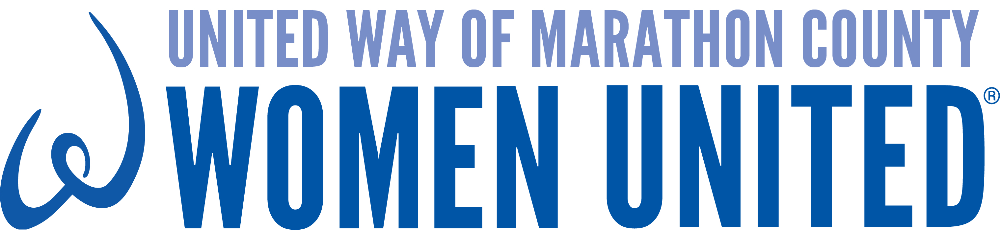 UNITED WAY OF MARATHON COUNTY
WOMEN UNITED®